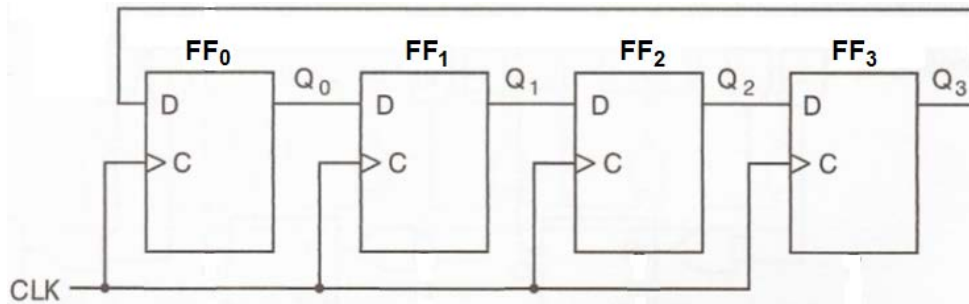 FF₀ FF₁ FF₂ FF₃
Q₀ Q₁ Q₂ Q₃
D D D D
C C C C
CLK